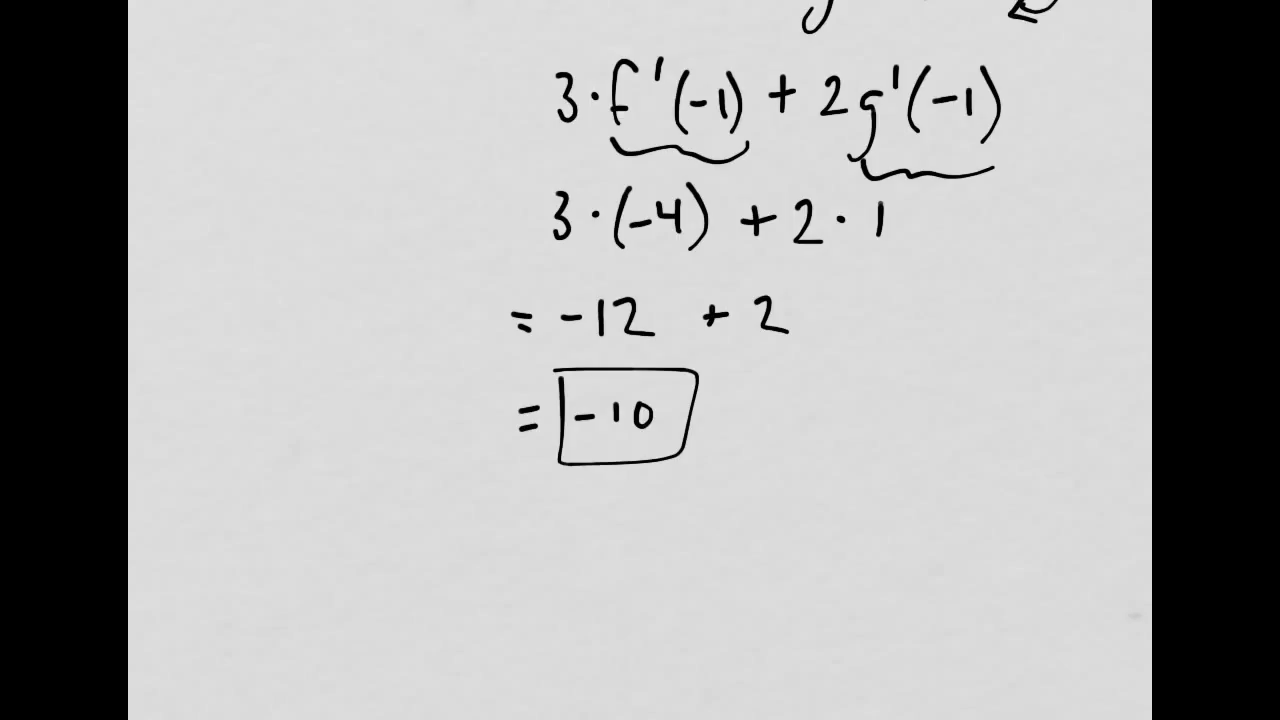 3 · f'(-1) + 2g'(-1)
3 · (-4) + 2 · 1
= -12 + 2
= -10